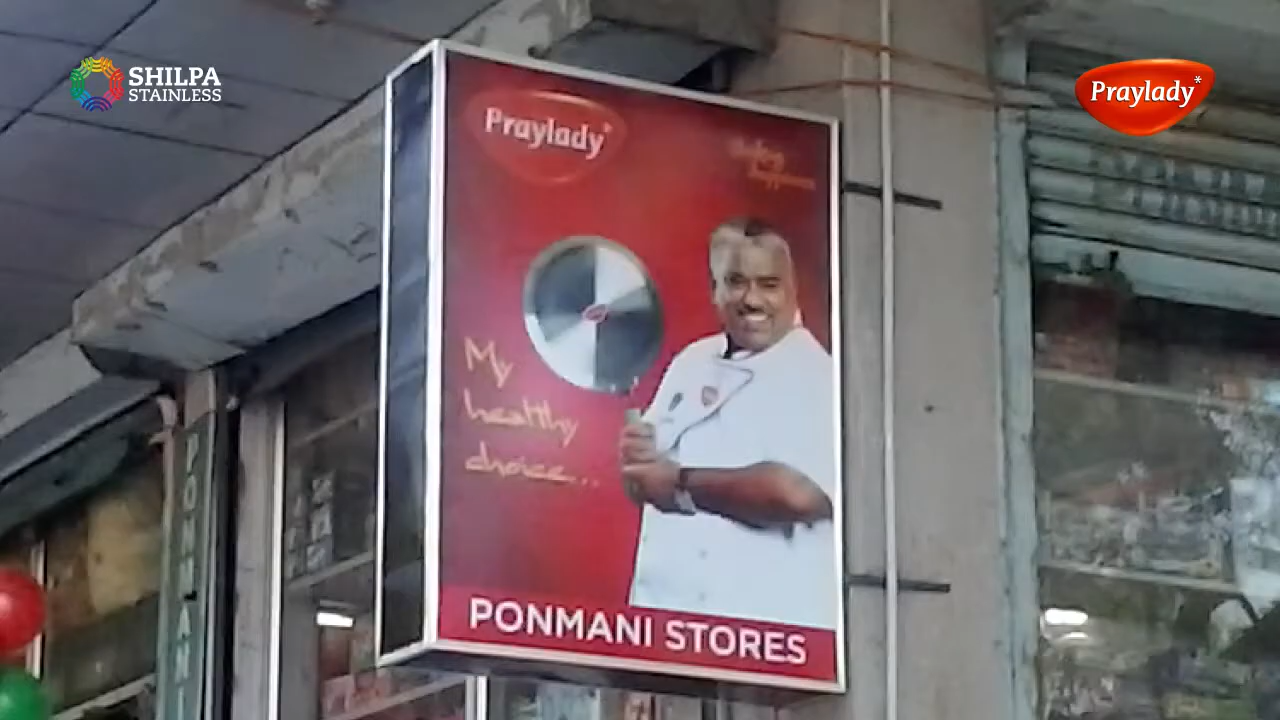 SHILPA
STAINLESS
Praylady*
Praylady*
My
healthy
choice...
PONMANI STORES
PONMANI